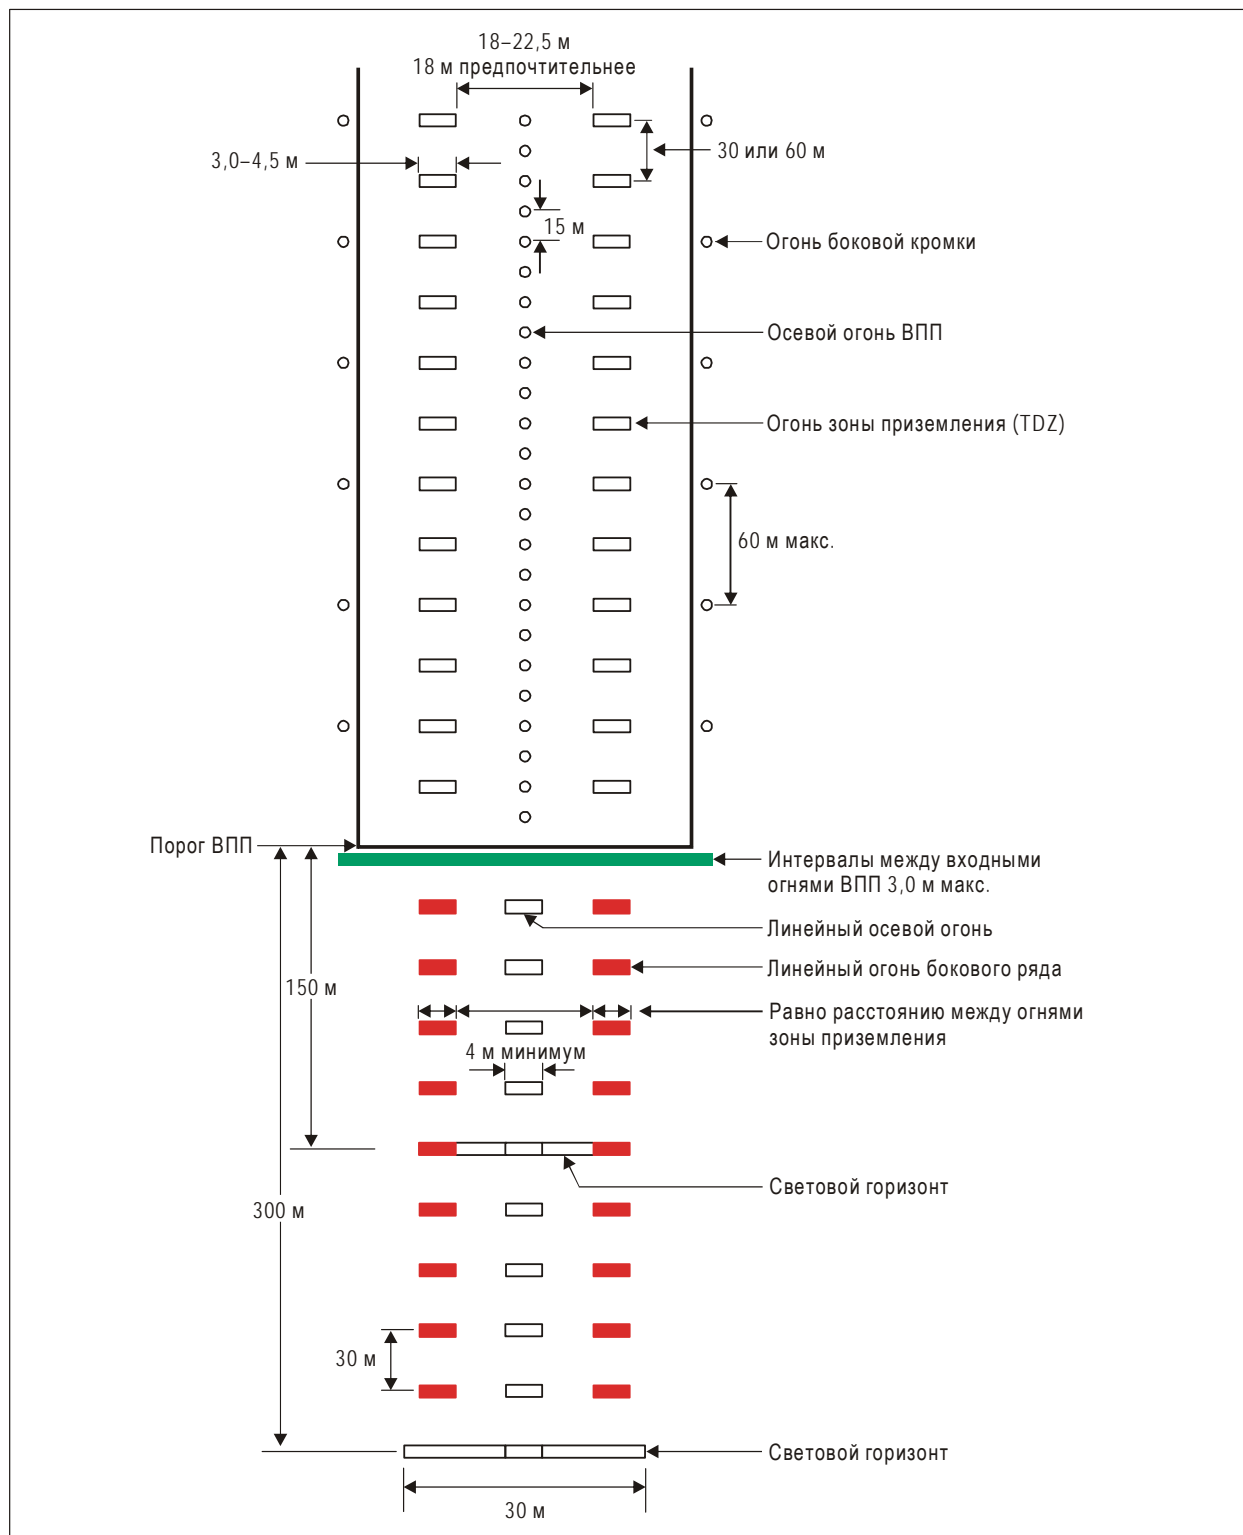 18–22,5 м
18 м предпочтительнее
3,0–4,5 м
30 или 60 м
15 м
Огонь боковой кромки
Осевой огонь ВПП
Огонь зоны приземления (TDZ)
60 м макс.
Порог ВПП
Интервалы между входными
огнями ВПП 3,0 м макс.
Линейный осевой огонь
Линейный огонь бокового ряда
150 м
Равно расстоянию между огнями
зоны приземления
4 м минимум
Световой горизонт
300 м
30 м
Световой горизонт
30 м